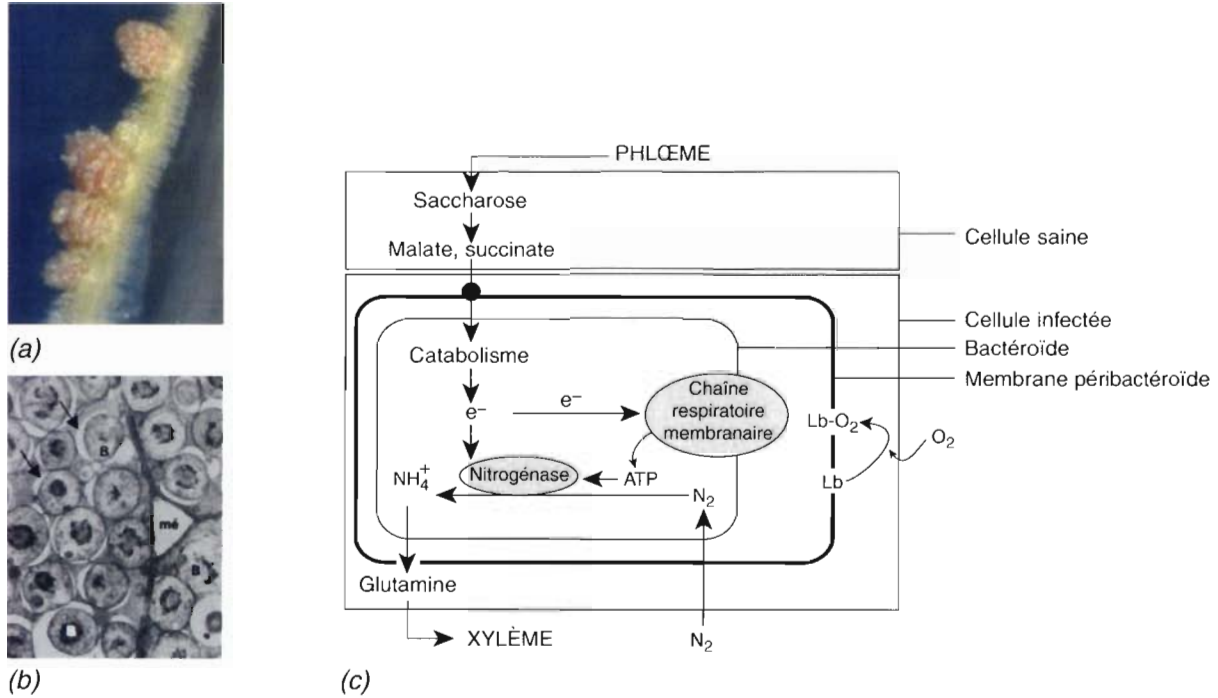 (a)
B
mé
B
(b)
PHLŒME
Saccharose
Malate, succinate
Cellule saine
Cellule infectée
Bactéroïde
Membrane péribactéroïde
Catabolisme
e⁻
e⁻
Chaîne
respiratoire
membranaire
Lb-O₂
O₂
Lb
NH₄⁺
Nitrogénase
ATP
N₂
Glutamine
XYLÈME
N₂
(c)